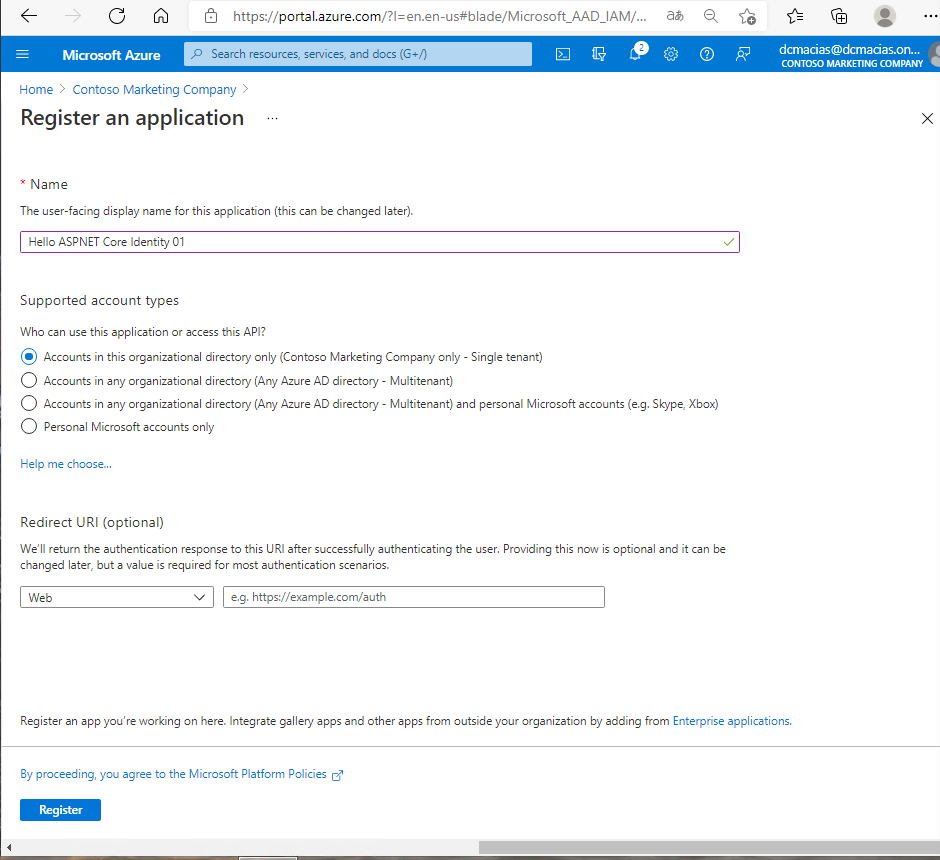 https://portal.azure.com/?l=en.en-us#blade/Microsoft_AAD_IAM/...
Microsoft Azure
Search resources, services, and docs (G+/)
2
dcmacias@dcmacias.on...
CONTOSO MARKETING COMPANY
Home > Contoso Marketing Company >
Register an application ...
* Name
The user-facing display name for this application (this can be changed later).
Hello ASPNET Core Identity 01
Supported account types
Who can use this application or access this API?
Accounts in this organizational directory only (Contoso Marketing Company only - Single tenant)
Accounts in any organizational directory (Any Azure AD directory - Multitenant)
Accounts in any organizational directory (Any Azure AD directory - Multitenant) and personal Microsoft accounts (e.g. Skype, Xbox)
Personal Microsoft accounts only
Help me choose...
Redirect URI (optional)
We'll return the authentication response to this URI after successfully authenticating the user. Providing this now is optional and it can be
changed later, but a value is required for most authentication scenarios.
Web
e.g. https://example.com/auth
Register an app you're working on here. Integrate gallery apps and other apps from outside your organization by adding from Enterprise applications.
By proceeding, you agree to the Microsoft Platform Policies
Register